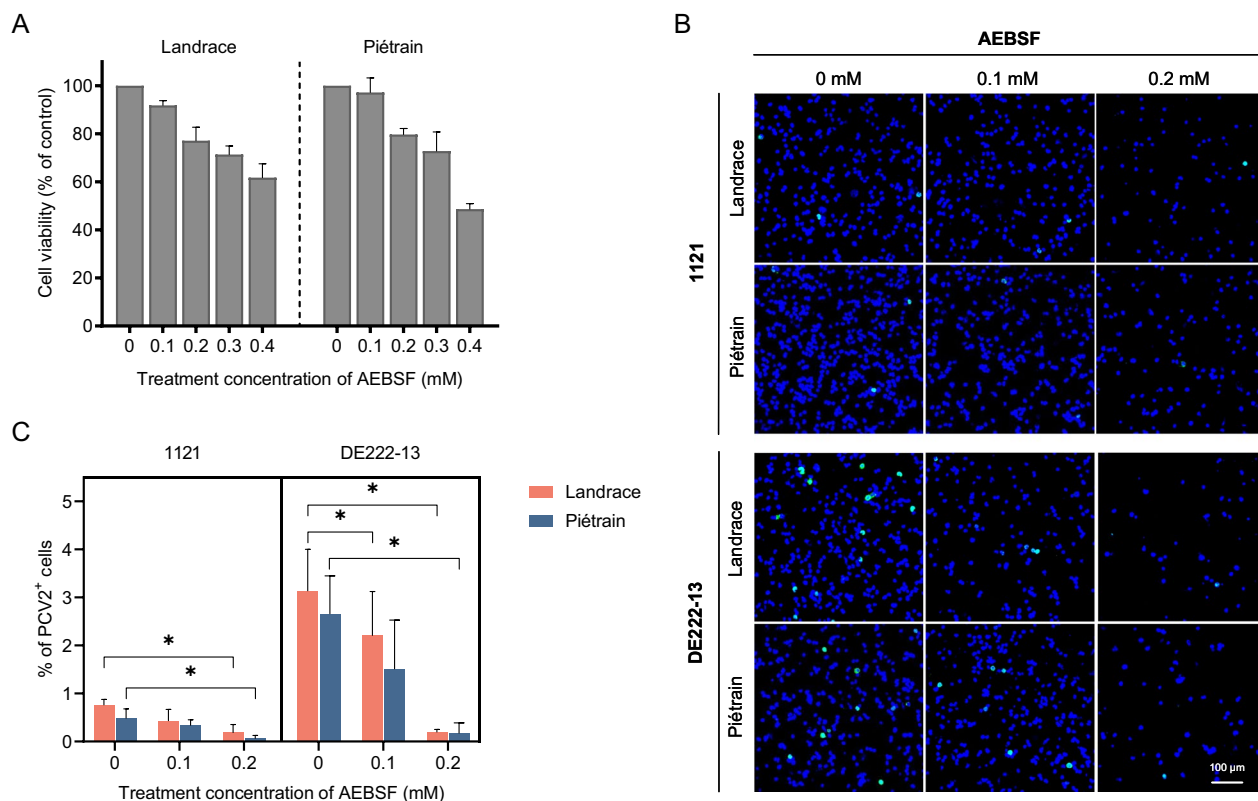 A
Landrace
Piétrain
Cell viability (% of control)
100
80
60
40
20
0
0 0.1 0.2 0.3 0.4 0 0.1 0.2 0.3 0.4
Treatment concentration of AEBSF (mM)
B
AEBSF
0 mM 0.1 mM 0.2 mM
1121
Landrace
Piétrain
DE222-13
Landrace
Piétrain
100 µm
C
1121 DE222-13
% of PCV2+ cells
5
4
3
2
1
0
* * * * *
0 0.1 0.2 0 0.1 0.2
Treatment concentration of AEBSF (mM)
Landrace
Piétrain